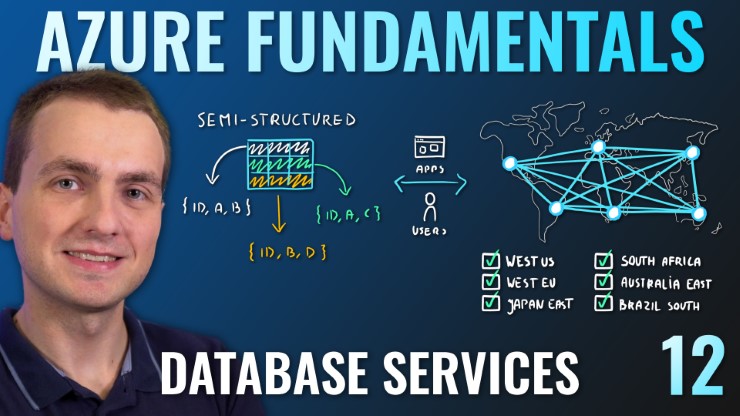 AZURE FUNDAMENTALS
SEMI-STRUCTURED
{ID, A, B}
{ID, A, C}
{ID, B, D}
APPS
USERS
WEST US
WEST EU
JAPAN EAST
SOUTH AFRICA
AUSTRALIA EAST
BRAZIL SOUTH
DATABASE SERVICES
12